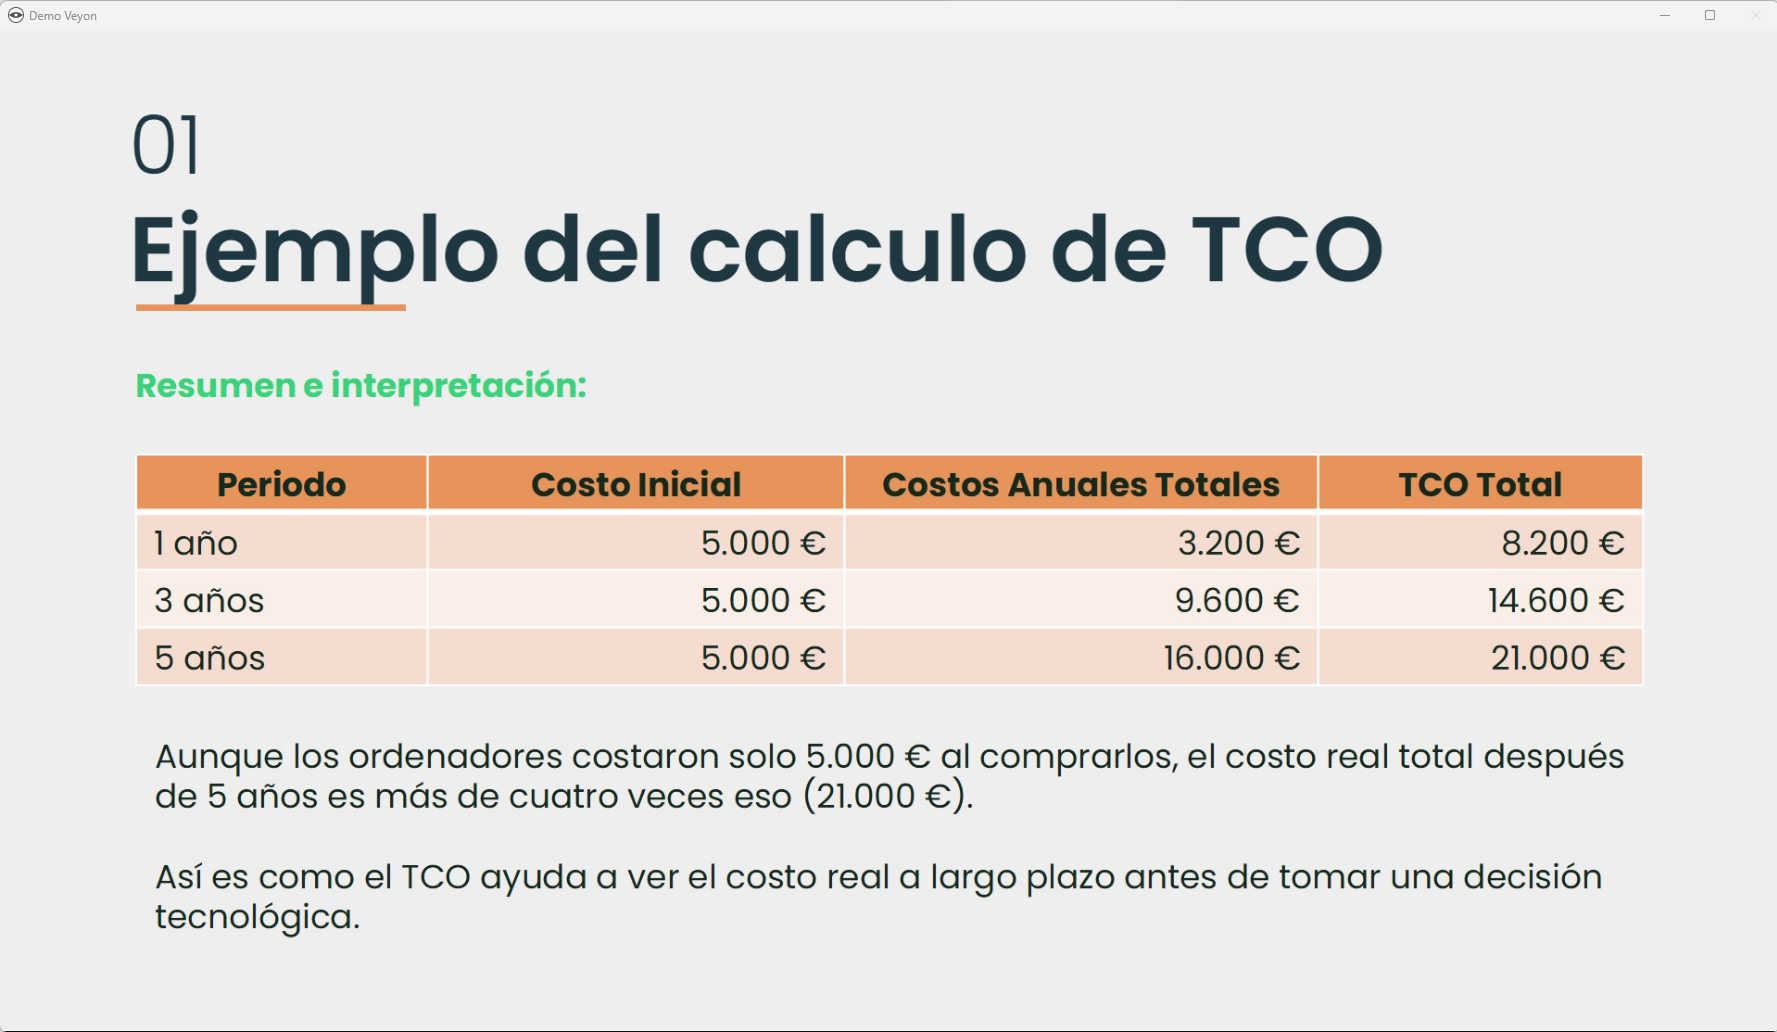 Demo Veyon
01
Ejemplo del calculo de TCO
Resumen e interpretación:
Periodo Costo Inicial Costos Anuales Totales TCO Total
1 año 5.000 € 3.200 € 8.200 €
3 años 5.000 € 9.600 € 14.600 €
5 años 5.000 € 16.000 € 21.000 €
Aunque los ordenadores costaron solo 5.000 € al comprarlos, el costo real total después
de 5 años es más de cuatro veces eso (21.000 €).
Así es como el TCO ayuda a ver el costo real a largo plazo antes de tomar una decisión
tecnológica.